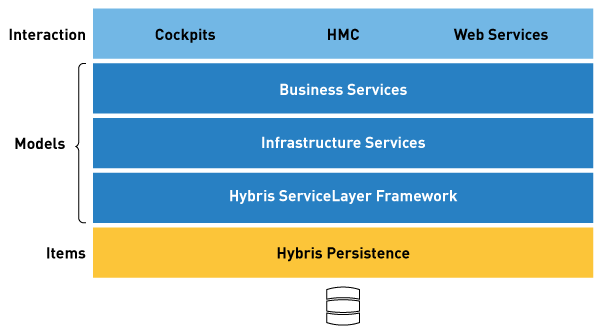 Interaction Cockpits HMC Web Services
Business Services
Models Infrastructure Services
Hybris ServiceLayer Framework
Items Hybris Persistence